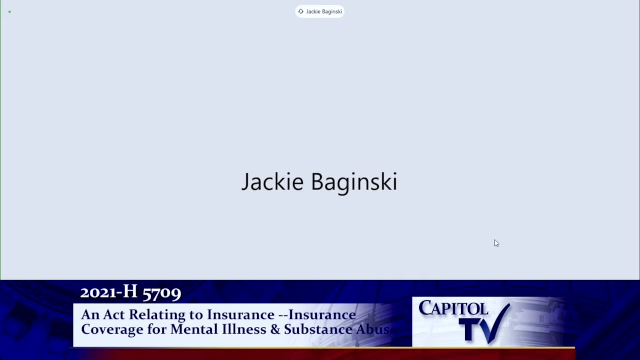 Jackie Baginski
Jackie Baginski
2021-H 5709
An Act Relating to Insurance --Insurance
Coverage for Mental Illness & Substance Abus
CAPITOL
TV